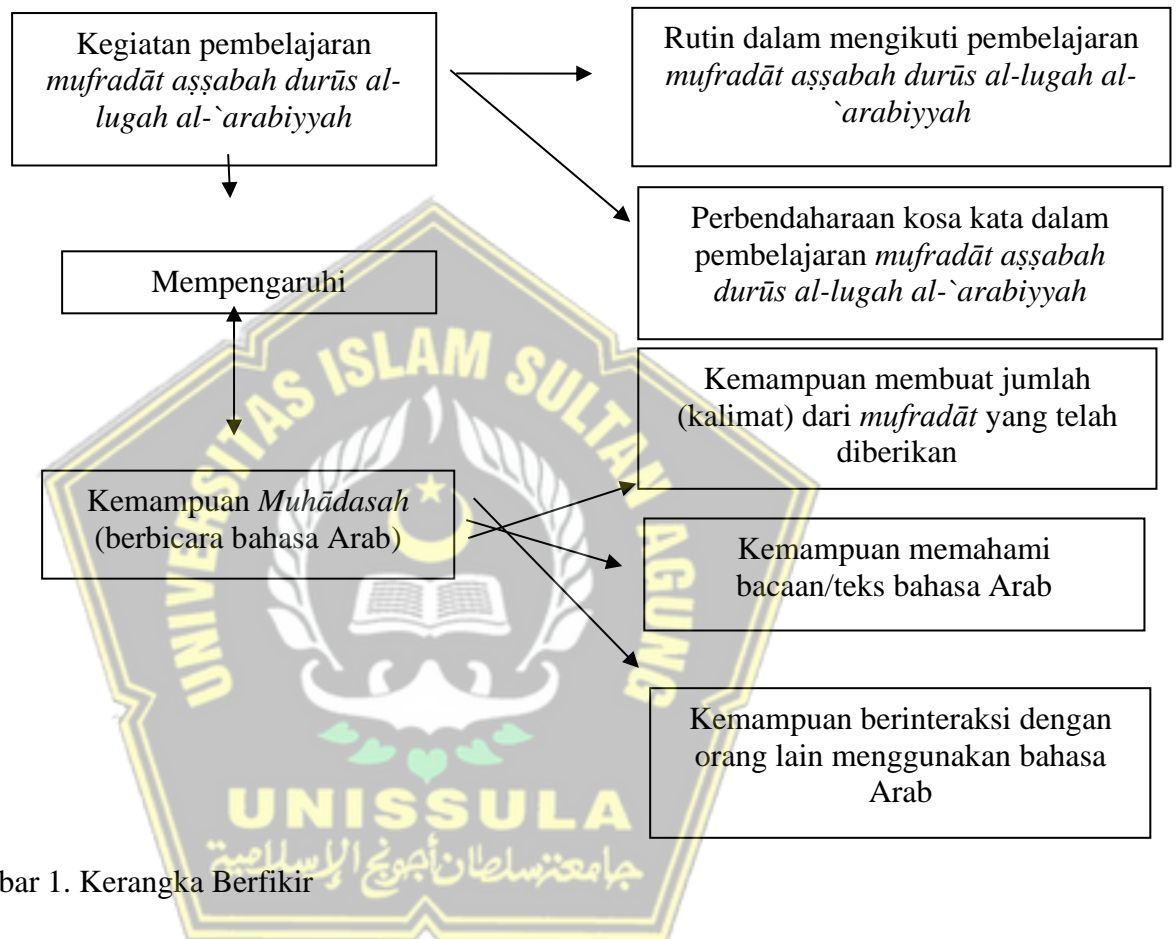 Kegiatan pembelajaran
mufradāt aṣṣabah durūs al-
lugah al-`arabiyyah
Rutin dalam mengikuti pembelajaran
mufradāt aṣṣabah durūs al-lugah al-
`arabiyyah
Perbendaharaan kosa kata dalam
pembelajaran mufradāt aṣṣabah
durūs al-lugah al-`arabiyyah
Mempengaruhi
Kemampuan membuat jumlah
(kalimat) dari mufradāt yang telah
diberikan
Kemampuan Muhādasah
(berbicara bahasa Arab)
Kemampuan memahami
bacaan/teks bahasa Arab
Kemampuan berinteraksi dengan
orang lain menggunakan bahasa
Arab
UNIVERSITAS ISLAM SULTAN AGUNG
UNISSULA
جامعة سلطان أجونج الإسلامية
bar 1. Kerangka Berfikir